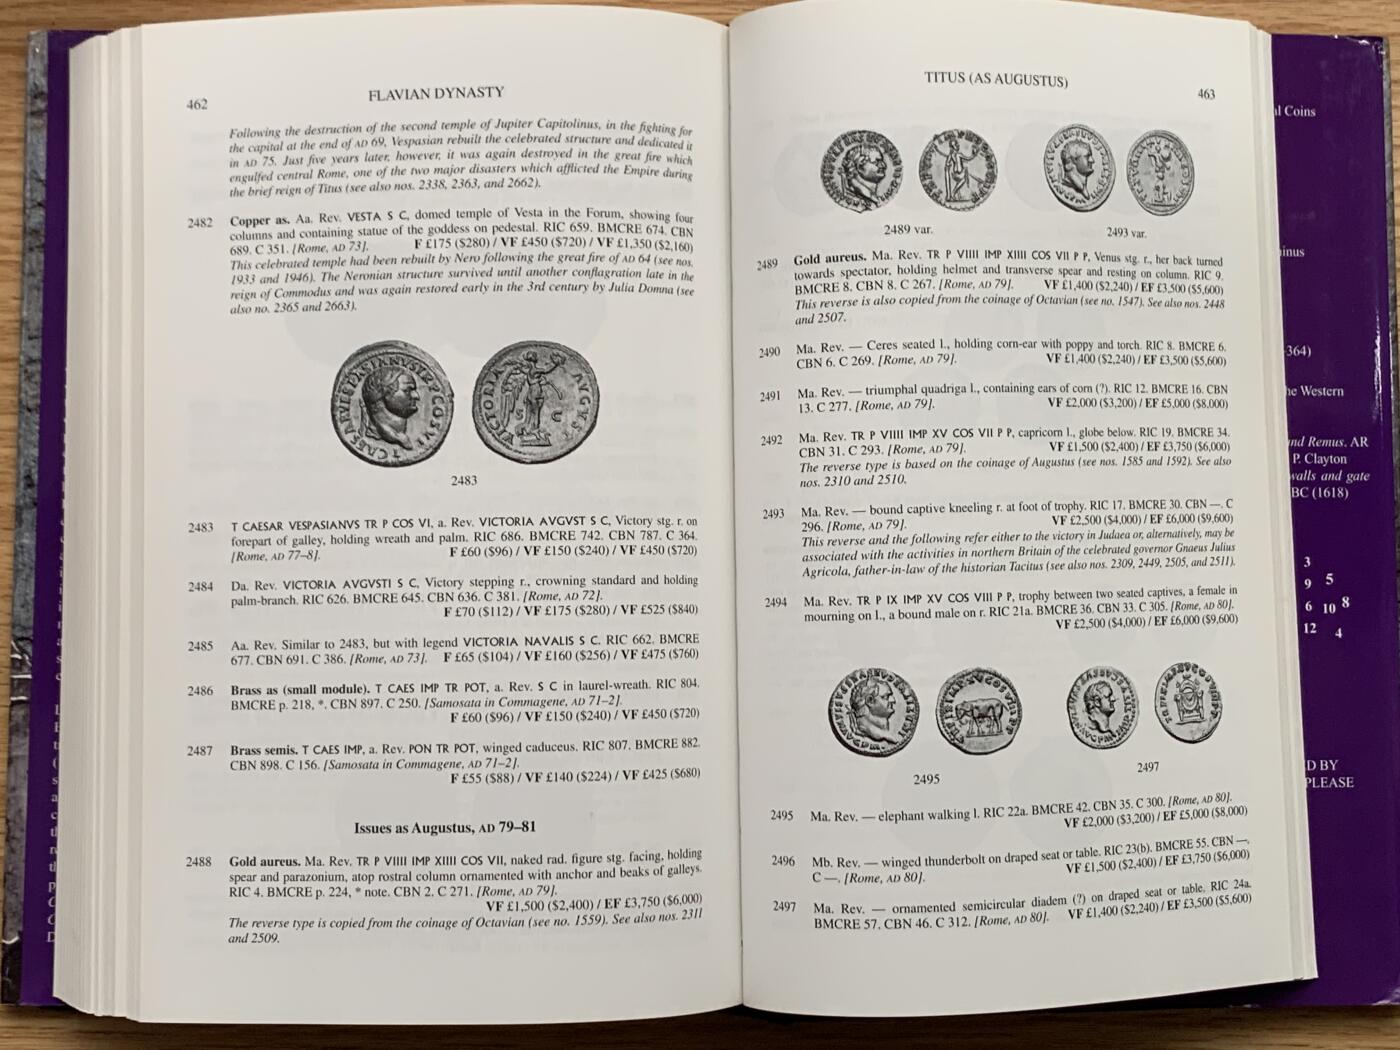 462
FLAVIAN DYNASTY
Following the destruction of the second temple of Jupiter Capitolinus, in the fighting for
the capital at the end of AD 69, Vespasian rebuilt the celebrated structure and dedicated it
in AD 75. Just five years later, however, it was again destroyed in the great fire which
engulfed central Rome, one of the two major disasters which afflicted the Empire during
the brief reign of Titus (see also nos. 2338, 2363, and 2662).
2482 Copper as. Aa. Rev. VESTA S C, domed temple of Vesta in the Forum, showing four
columns and containing statue of the goddess on pedestal. RIC 659. BMCRE 674. CBN
689. C 351. [Rome, AD 73]. F £175 ($280) / VF £450 ($720) / VF £1,350 ($2,160)
This celebrated temple had been rebuilt by Nero following the great fire of AD 64 (see nos.
1933 and 1946). The Neronian structure survived until another conflagration late in the
reign of Commodus and was again restored early in the 3rd century by Julia Domna (see
also no. 2365 and 2663).
T CAESAR VESPASIANVS TR P COS VI
VICTORIA AVGVST
S C
2483
2483 T CAESAR VESPASIANVS TR P COS VI, a. Rev. VICTORIA AVGVST S C, Victory stg. r. on
forepart of galley, holding wreath and palm. RIC 686. BMCRE 742. CBN 787. C 364.
[Rome, AD 77–8]. F £60 ($96) / VF £150 ($240) / VF £450 ($720)
2484 Da. Rev. VICTORIA AVGVSTI S C, Victory stepping r., crowning standard and holding
palm-branch. RIC 626. BMCRE 645. CBN 636. C 381. [Rome, AD 72].
F £70 ($112) / VF £175 ($280) / VF £525 ($840)
2485 Aa. Rev. Similar to 2483, but with legend VICTORIA NAVALIS S C. RIC 662. BMCRE
677. CBN 691. C 386. [Rome, AD 73]. F £65 ($104) / VF £160 ($256) / VF £475 ($760)
2486 Brass as (small module). T CAES IMP TR POT, a. Rev. S C in laurel-wreath. RIC 804.
BMCRE p. 218, *. CBN 897. C 250. [Samosata in Commagene, AD 71–2].
F £60 ($96) / VF £150 ($240) / VF £450 ($720)
2487 Brass semis. T CAES IMP, a. Rev. PON TR POT, winged caduceus. RIC 807. BMCRE 882.
CBN 898. C 156. [Samosata in Commagene, AD 71–2].
F £55 ($88) / VF £140 ($224) / VF £425 ($680)
Issues as Augustus, AD 79–81
2488 Gold aureus. Ma. Rev. TR P VIIII IMP XIIII COS VII, naked rad. figure stg. facing, holding
spear and parazonium, atop rostral column ornamented with anchor and beaks of galleys.
RIC 4. BMCRE p. 224, * note. CBN 2. C 271. [Rome, AD 79].
VF £1,500 ($2,400) / EF £3,750 ($6,000)
The reverse type is copied from the coinage of Octavian (see no. 1559). See also nos. 2311
and 2509.
TITUS (AS AUGUSTUS)
463
2489 var.
2493 var.
2489 Gold aureus. Ma. Rev. TR P VIIII IMP XIIII COS VII P P, Venus stg. r., her back turned
towards spectator, holding helmet and transverse spear and resting on column. RIC 9.
BMCRE 8. CBN 8. C 267. [Rome, AD 79]. VF £1,400 ($2,240) / EF £3,500 ($5,600)
This reverse is also copied from the coinage of Octavian (see no. 1547). See also nos. 2448
and 2507.
2490 Ma. Rev. — Ceres seated l., holding corn-ear with poppy and torch. RIC 8. BMCRE 6.
CBN 6. C 269. [Rome, AD 79]. VF £1,400 ($2,240) / EF £3,500 ($5,600)
2491 Ma. Rev. — triumphal quadriga l., containing ears of corn (?). RIC 12. BMCRE 16. CBN
13. C 277. [Rome, AD 79]. VF £2,000 ($3,200) / EF £5,000 ($8,000)
2492 Ma. Rev. TR P VIIII IMP XV COS VII P P, capricorn l., globe below. RIC 19. BMCRE 34.
CBN 31. C 293. [Rome, AD 79]. VF £1,500 ($2,400) / EF £3,750 ($6,000)
The reverse type is based on the coinage of Augustus (see nos. 1585 and 1592). See also
nos. 2310 and 2510.
2493 Ma. Rev. — bound captive kneeling r. at foot of trophy. RIC 17. BMCRE 30. CBN —. C
296. [Rome, AD 79]. VF £2,500 ($4,000) / EF £6,000 ($9,600)
This reverse and the following refer either to the victory in Judaea or, alternatively, may be
associated with the activities in northern Britain of the celebrated governor Gnaeus Julius
Agricola, father-in-law of the historian Tacitus (see also nos. 2309, 2449, 2505, and 2511).
2494 Ma. Rev. TR P IX IMP XV COS VIII P P, trophy between two seated captives, a female in
mourning on l., a bound male on r. RIC 21a. BMCRE 36. CBN 33. C 305. [Rome, AD 80].
VF £2,500 ($4,000) / EF £6,000 ($9,600)
2495
2497
2495 Ma. Rev. — elephant walking l. RIC 22a. BMCRE 42. CBN 35. C 300. [Rome, AD 80].
VF £2,000 ($3,200) / EF £5,000 ($8,000)
2496 Mb. Rev. — winged thunderbolt on draped seat or table. RIC 23(b). BMCRE 55. CBN —,
C —. [Rome, AD 80]. VF £1,500 ($2,400) / EF £3,750 ($6,000)
2497 Ma. Rev. — ornamented semicircular diadem (?) on draped seat or table. RIC 24a.
BMCRE 57. CBN 46. C 312. [Rome, AD 80]. VF £1,400 ($2,240) / EF £3,500 ($5,600)
l Coins
inus
364)
he Western
nd Remus. AR
P. Clayton
walls and gate
BC (1618)
3
9 5
6 10 8
12 4
D BY
PLEASE